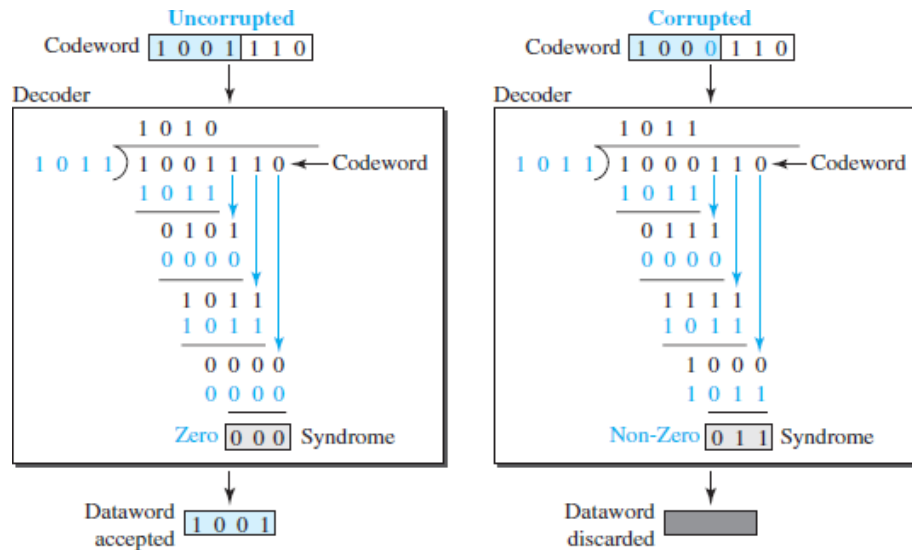 Uncorrupted
Codeword 1 0 0 1 1 1 0
Decoder
1 0 1 0
1 0 1 1 ) 1 0 0 1 1 1 0 Codeword
1 0 1 1
0 1 0 1
0 0 0 0
1 0 1 1
1 0 1 1
0 0 0 0
0 0 0 0
Zero 0 0 0 Syndrome
Dataword
accepted
1 0 0 1
Corrupted
Codeword 1 0 0 0 1 1 0
Decoder
1 0 1 1
1 0 1 1 ) 1 0 0 0 1 1 0 Codeword
1 0 1 1
0 1 1 1
0 0 0 0
1 1 1 1
1 0 1 1
1 0 0 0
1 0 1 1
Non-Zero 0 1 1 Syndrome
Dataword
discarded